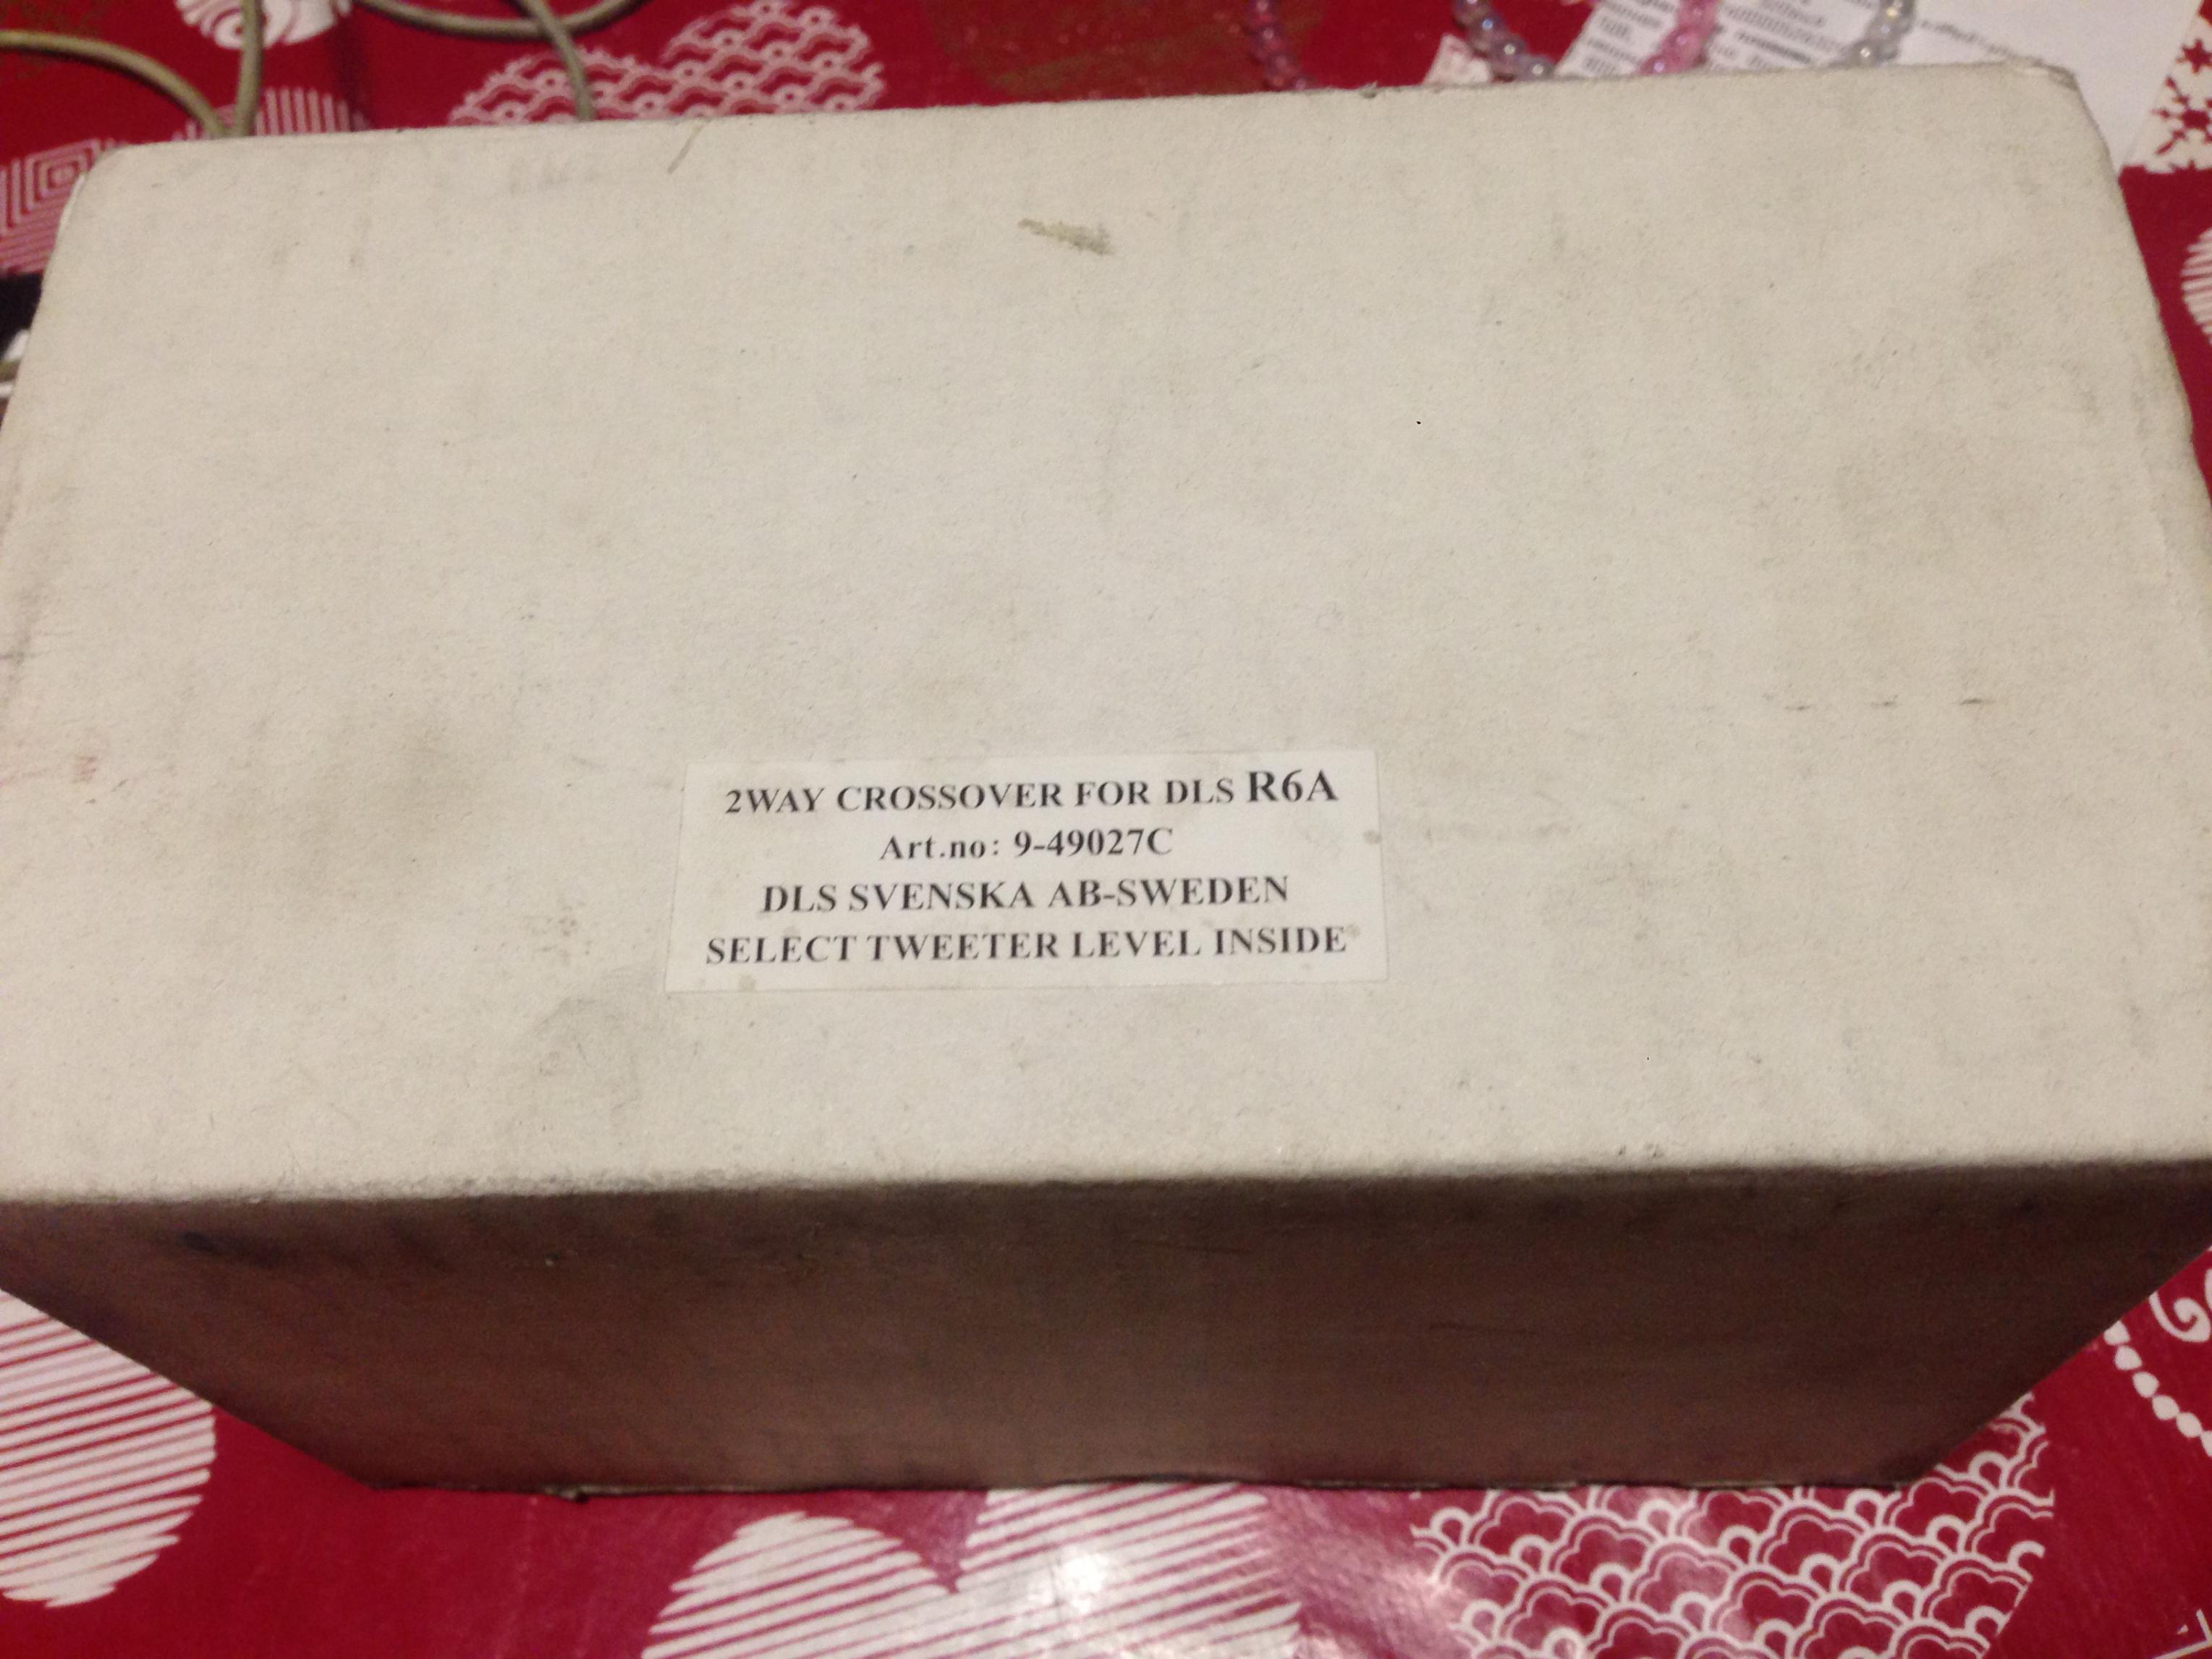 2WAY CROSSOVER FOR DLS R6A
Art.no: 9-49027C
DLS SVENSKA AB-SWEDEN
SELECT TWEETER LEVEL INSIDE